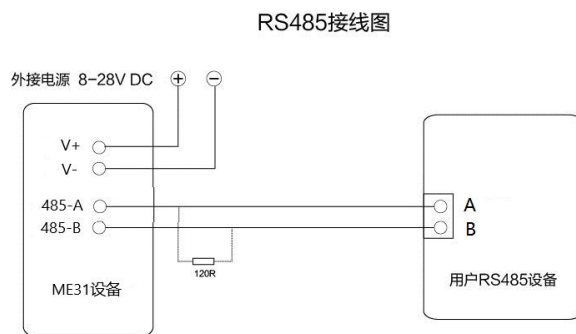 RS485接线图
外接电源 8-28V DC + -
V+
V-
485-A
485-B
A
B
120R
ME31设备
用户RS485设备